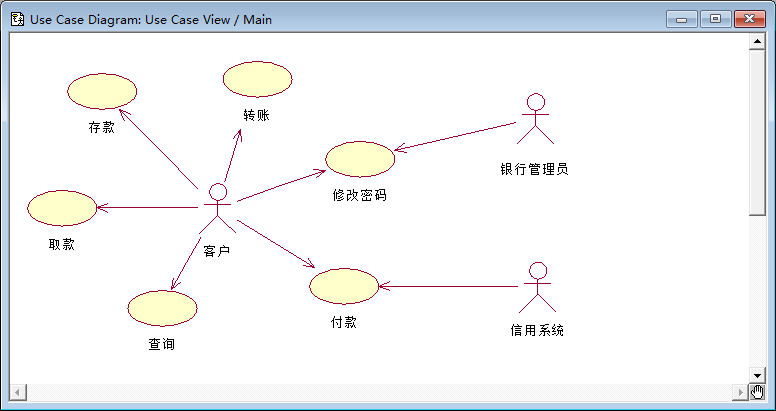 Use Case Diagram: Use Case View / Main
存款
转账
修改密码
银行管理员
取款
客户
查询
付款
信用系统